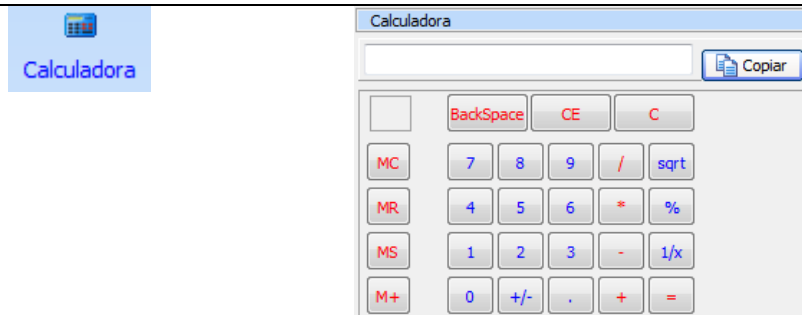 Calculadora
Calculadora
Copiar
BackSpace CE C
MC 7 8 9 / sqrt
MR 4 5 6 * %
MS 1 2 3 - 1/x
M+ 0 +/- . + =